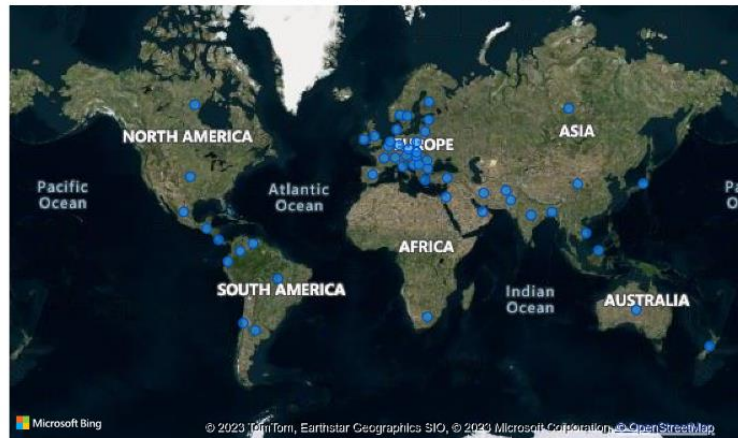 NORTH AMERICA
EUROPE
ASIA
Pacific
Ocean
Atlantic
Ocean
Pa
O
AFRICA
SOUTH AMERICA
Indian
Ocean
AUSTRALIA
Microsoft Bing
© 2023 TomTom, Earthstar Geographics SIO, © 2023 Microsoft Corporation, © OpenStreetMap